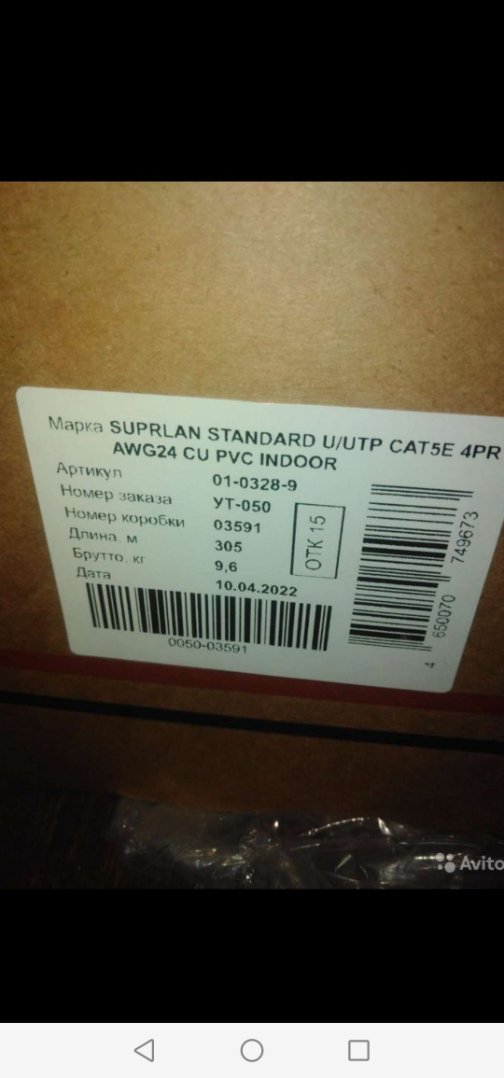 Марка SUPRLAN STANDARD U/UTP CAT5E 4PR
AWG24 CU PVC INDOOR
Артикул 01-0328-9
Номер заказа УТ-050
Номер коробки 03591
Длина, м 305
Брутто, кг 9,6
Дата 10.04.2022
ОТК 15
0050-03591
4 650070 749673
Avito